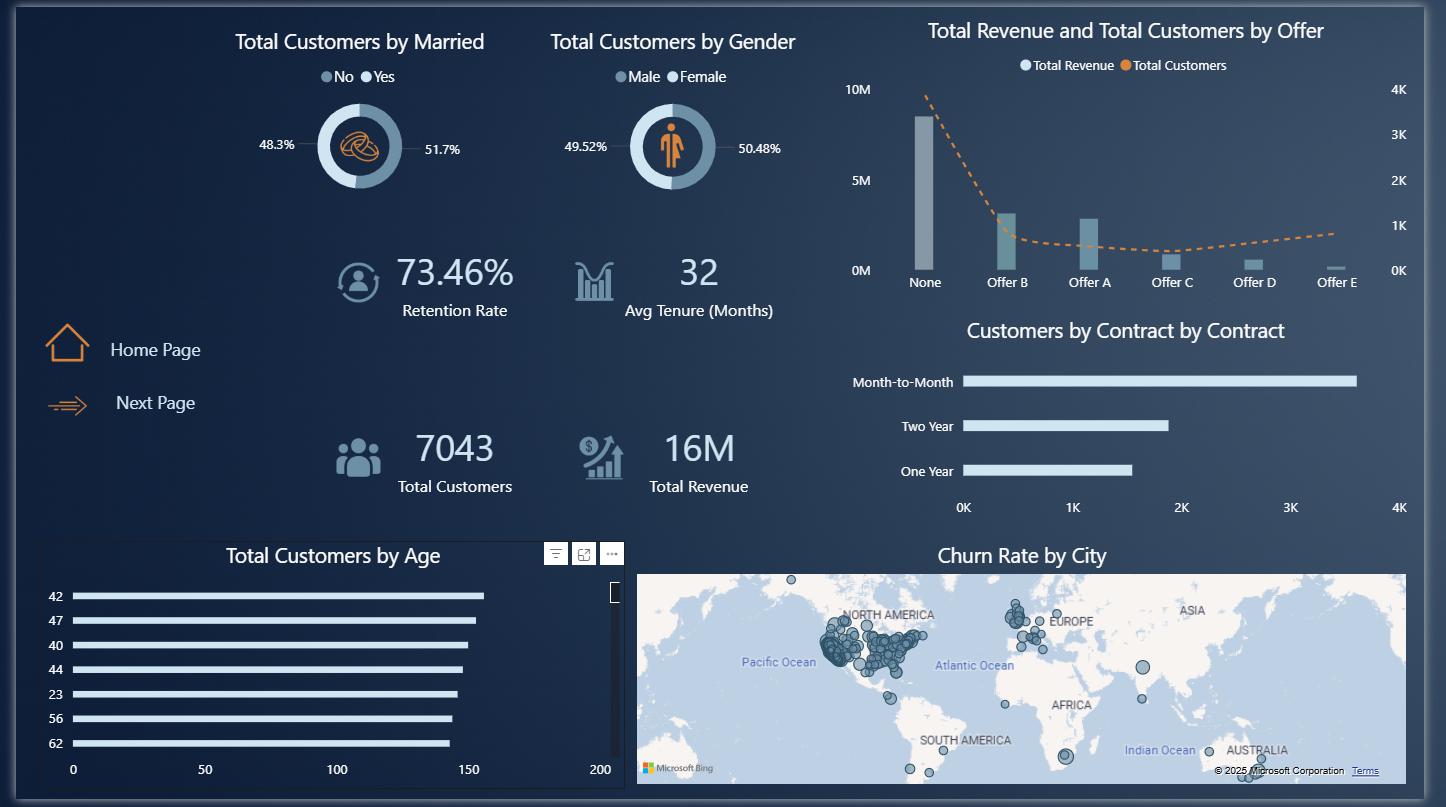 Total Customers by Married
No Yes
48.3%
51.7%
Total Customers by Gender
Male Female
49.52%
50.48%
Total Revenue and Total Customers by Offer
Total Revenue Total Customers
10M
5M
0M
4K
3K
2K
1K
0K
None Offer B Offer A Offer C Offer D Offer E
73.46%
Retention Rate
32
Avg Tenure (Months)
Home Page
Next Page
7043
Total Customers
16M
Total Revenue
Customers by Contract by Contract
Month-to-Month
Two Year
One Year
0K 1K 2K 3K 4K
Total Customers by Age
42
47
40
44
23
56
62
0 50 100 150 200
Churn Rate by City
NORTH AMERICA
EUROPE
ASIA
Pacific Ocean
Atlantic Ocean
AFRICA
SOUTH AMERICA
Indian Ocean
AUSTRALIA
Microsoft Bing
© 2025 Microsoft Corporation Terms